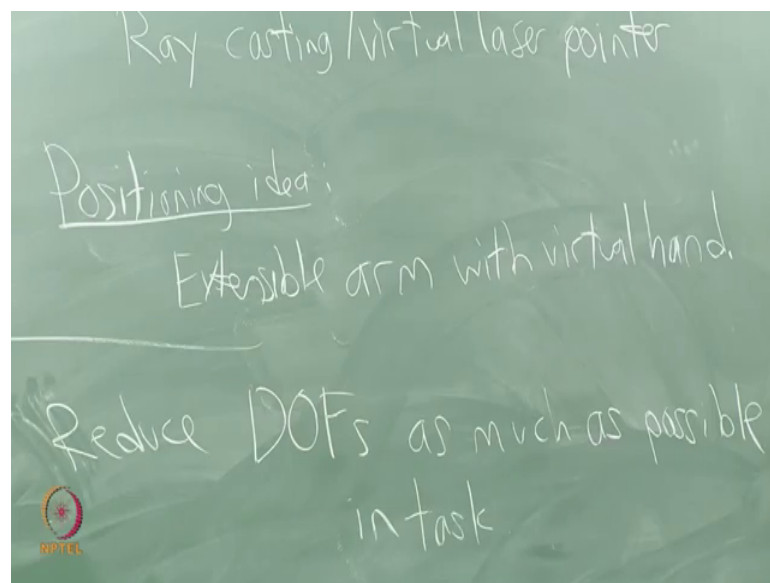 Ray casting/virtual laser pointer
Positioning idea:
Extensible arm with virtual hand.
Reduce DOFs as much as possible
in task
NPTEL